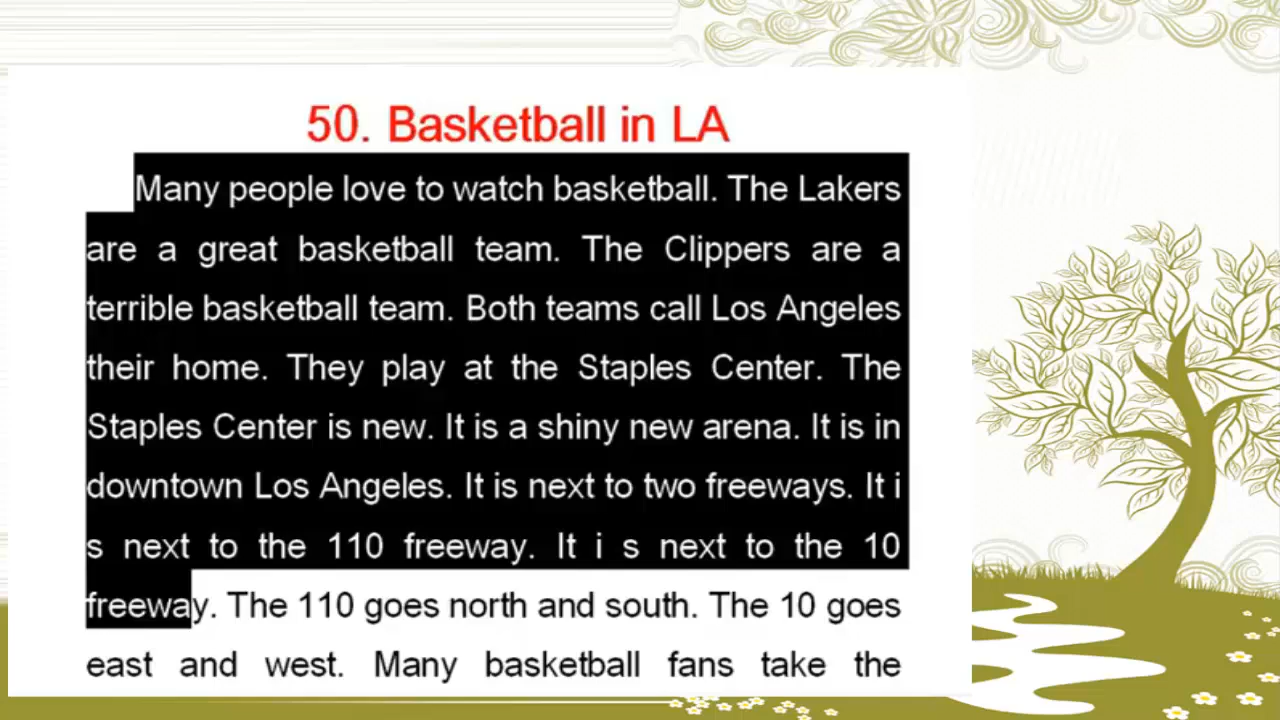 50. Basketball in LA
Many people love to watch basketball. The Lakers
are a great basketball team. The Clippers are a
terrible basketball team. Both teams call Los Angeles
their home. They play at the Staples Center. The
Staples Center is new. It is a shiny new arena. It is in
downtown Los Angeles. It is next to two freeways. It i
s next to the 110 freeway. It i s next to the 10
freeway. The 110 goes north and south. The 10 goes
east and west. Many basketball fans take the